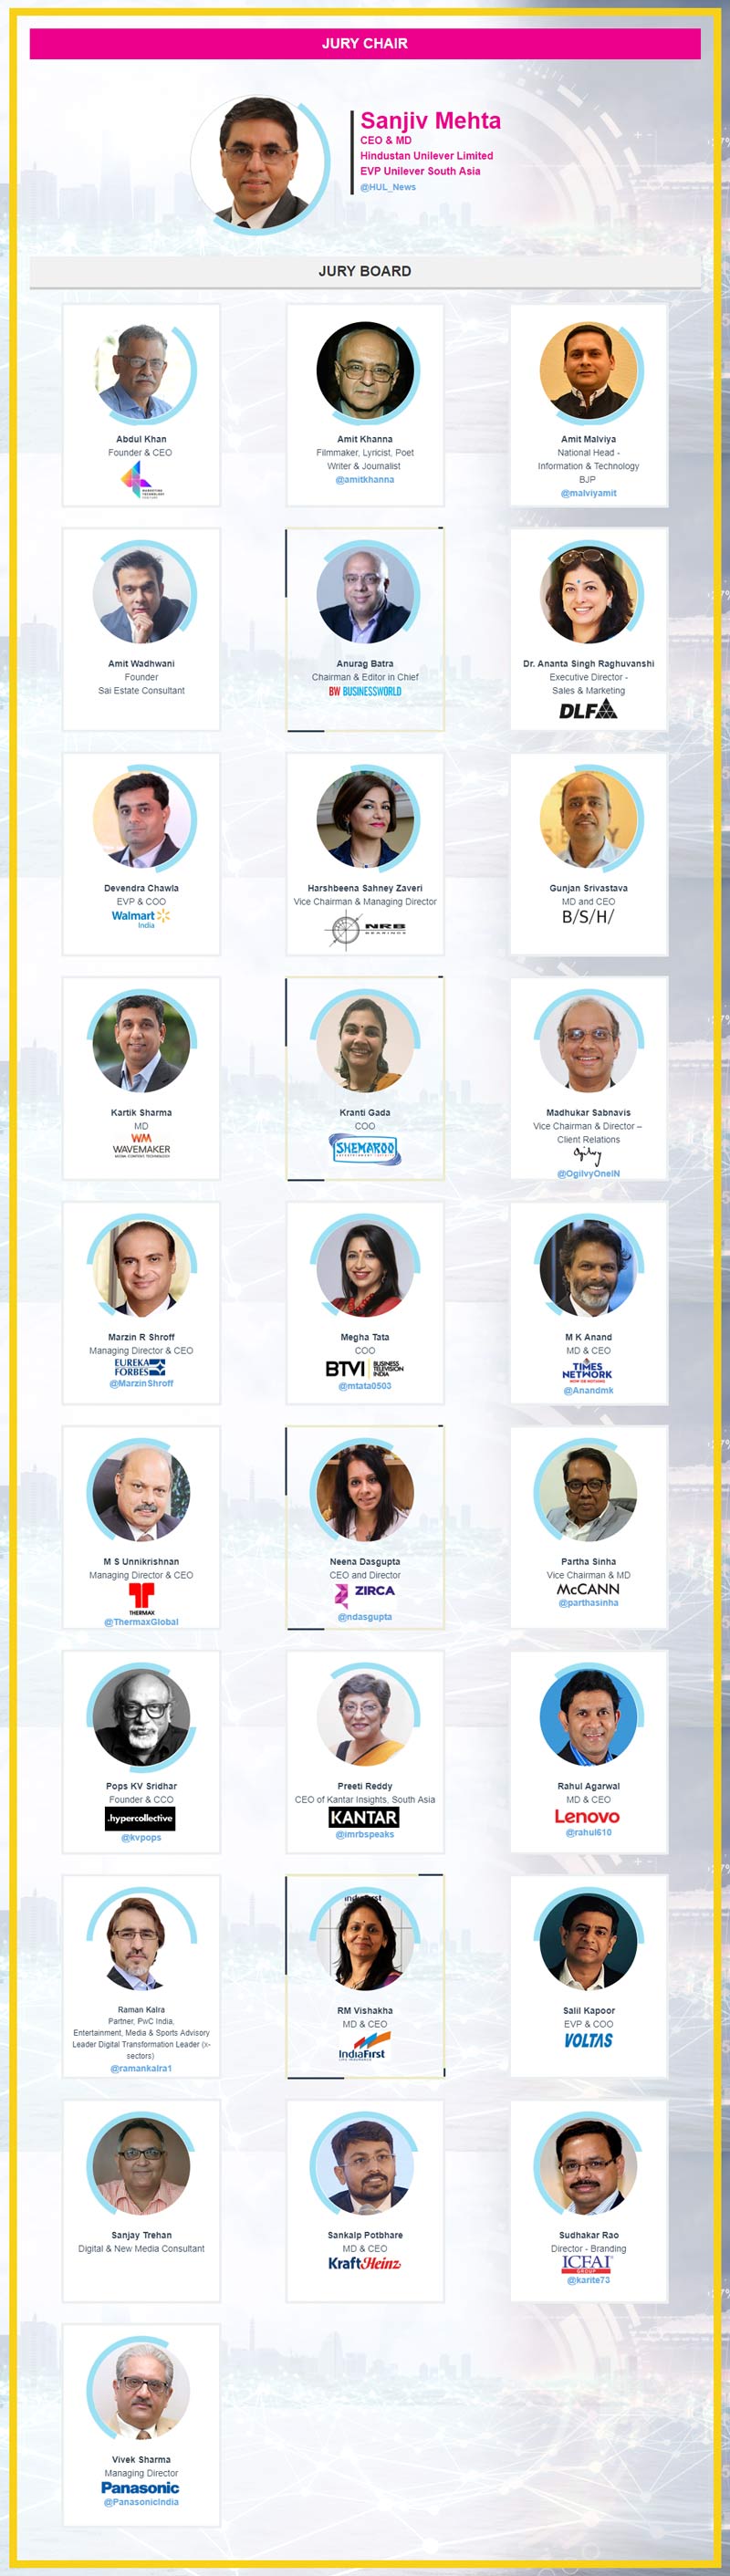 JURY CHAIR
Sanjiv Mehta
CEO & MD
Hindustan Unilever Limited
EVP Unilever South Asia
@HUL_News
JURY BOARD
Abdul Khan
Founder & CEO
MARKETING
TECHNOLOGY
Amit Khanna
Filmmaker, Lyricist, Poet
Writer & Journalist
@amitkhanna
Amit Malviya
National Head -
Information & Technology
BJP
@malviyamit
Amit Wadhwani
Founder
Sai Estate Consultant
Anurag Batra
Chairman & Editor in Chief
BW BUSINESSWORLD
Dr. Ananta Singh Raghuvanshi
Executive Director -
Sales & Marketing
DLF
Devendra Chawla
EVP & COO
Walmart
India
Harshbeena Sahney Zaveri
Vice Chairman & Managing Director
NRB
BEARINGS
Gunjan Srivastava
MD and CEO
B/S/H/
Kartik Sharma
MD
WM
WAVEMAKER
MEDIA, CONTENT, TECHNOLOGY
Kranti Gada
COO
SHEMAROO
Madhukar Sabnavis
Vice Chairman & Director –
Client Relations
Ogilvy
@OgilvyOneIN
Marzin R Shroff
Managing Director & CEO
EUREKA
FORBES
@MarzinShroff
Megha Tata
COO
BTVI BUSINESS
TELEVISION
INDIA
@mtata0503
M K Anand
MD & CEO
TIMES
NETWORK
NOW OR NOTHING
@Anandmk
M S Unnikrishnan
Managing Director & CEO
THERMAX
@ThermaxGlobal
Neena Dasgupta
CEO and Director
ZIRCA
@ndasgupta
Partha Sinha
Vice Chairman & MD
McCANN
@parthasinha
Pops KV Sridhar
Founder & CCO
.hypercollective
@kvpops
Preeti Reddy
CEO of Kantar Insights, South Asia
KANTAR
@imrbspeaks
Rahul Agarwal
MD & CEO
Lenovo
@rahul610
Raman Kalra
Partner, PwC India,
Entertainment, Media & Sports Advisory
Leader Digital Transformation Leader (x-
sectors)
@ramankalra1
RM Vishakha
MD & CEO
IndiaFirst
LIFE INSURANCE
Salil Kapoor
EVP & COO
VOLTAS
Sanjay Trehan
Digital & New Media Consultant
Sankalp Potbhare
MD & CEO
KraftHeinz
Sudhakar Rao
Director - Branding
ICFAI
GROUP
@karite73
Vivek Sharma
Managing Director
Panasonic
@PanasonicIndia